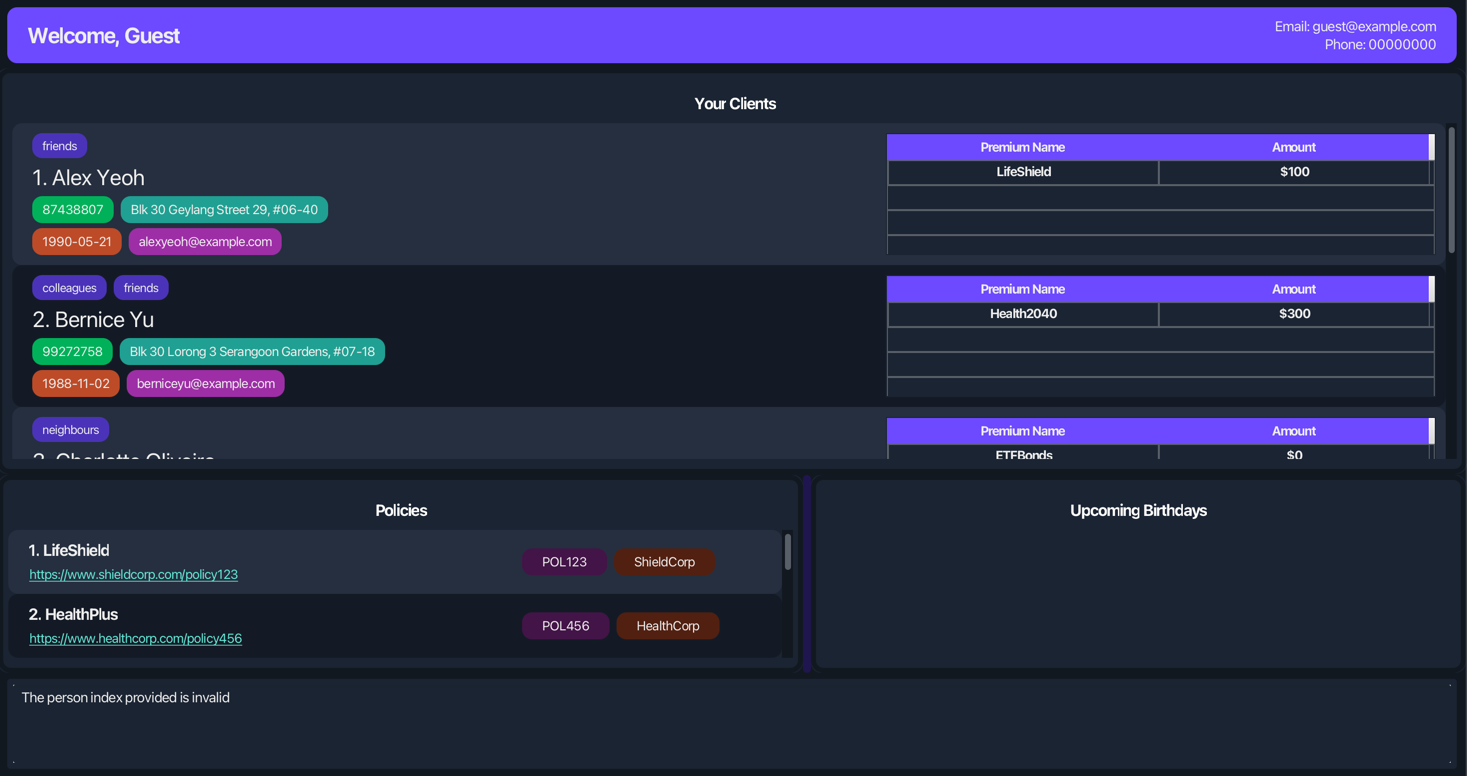 Welcome, Guest
Email: guest@example.com
Phone: 00000000
Your Clients
friends
1. Alex Yeoh
87438807 Blk 30 Geylang Street 29, #06-40
1990-05-21 alexyeoh@example.com
Premium Name Amount
LifeShield $100
colleagues friends
2. Bernice Yu
99272758 Blk 30 Lorong 3 Serangoon Gardens, #07-18
1988-11-02 berniceyu@example.com
Premium Name Amount
Health2040 $300
neighbours
3. Charlotte Oliveiro
Premium Name Amount
ETFBonds $0
Policies
1. LifeShield
https://www.shieldcorp.com/policy123
POL123 ShieldCorp
2. HealthPlus
https://www.healthcorp.com/policy456
POL456 HealthCorp
Upcoming Birthdays
The person index provided is invalid